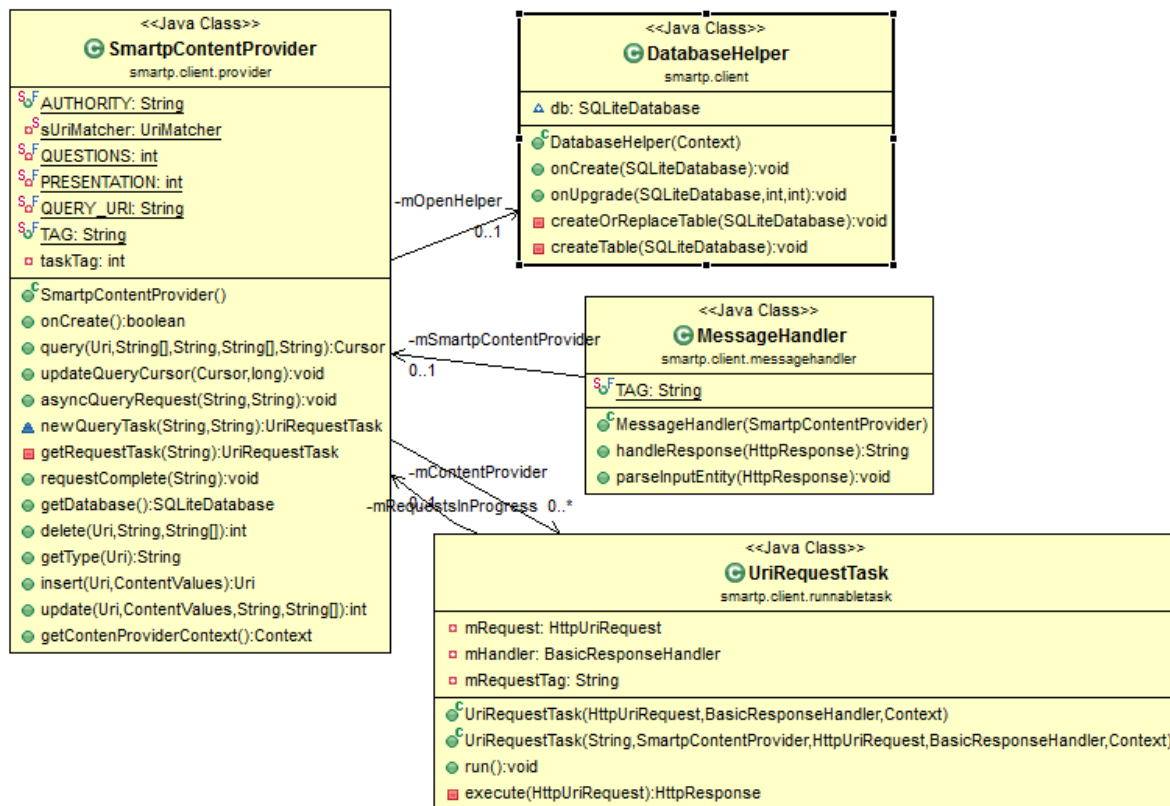 <<Java Class>>
SmartpContentProvider
smartp.client.provider
AUTHORITY: String
sUriMatcher: UriMatcher
QUESTIONS: int
PRESENTATION: int
QUERY_URI: String
TAG: String
taskTag: int
SmartpContentProvider()
onCreate():boolean
query(Uri,String[],String,String[],String):Cursor
updateQueryCursor(Cursor,long):void
asyncQueryRequest(String,String):void
newQueryTask(String,String):UriRequestTask
getRequestTask(String):UriRequestTask
requestComplete(String):void
getDatabase():SQLiteDatabase
delete(Uri,String,String[]):int
getType(Uri):String
insert(Uri,ContentValues):Uri
update(Uri,ContentValues,String,String[]):int
getContenProviderContext():Context
-mOpenHelper
0..1
<<Java Class>>
DatabaseHelper
smartp.client
db: SQLiteDatabase
DatabaseHelper(Context)
onCreate(SQLiteDatabase):void
onUpgrade(SQLiteDatabase,int,int):void
createOrReplaceTable(SQLiteDatabase):void
createTable(SQLiteDatabase):void
-mSmartpContentProvider
0..1
<<Java Class>>
MessageHandler
smartp.client.messagehandler
TAG: String
MessageHandler(SmartpContentProvider)
handleResponse(HttpResponse):String
parseInputEntity(HttpResponse):void
-mContentProvider
0..1
-mRequestsInProgress 0..*
<<Java Class>>
UriRequestTask
smartp.client.runnabletask
mRequest: HttpUriRequest
mHandler: BasicResponseHandler
mRequestTag: String
UriRequestTask(HttpUriRequest,BasicResponseHandler,Context)
UriRequestTask(String,SmartpContentProvider,HttpUriRequest,BasicResponseHandler,Context)
run():void
execute(HttpUriRequest):HttpResponse